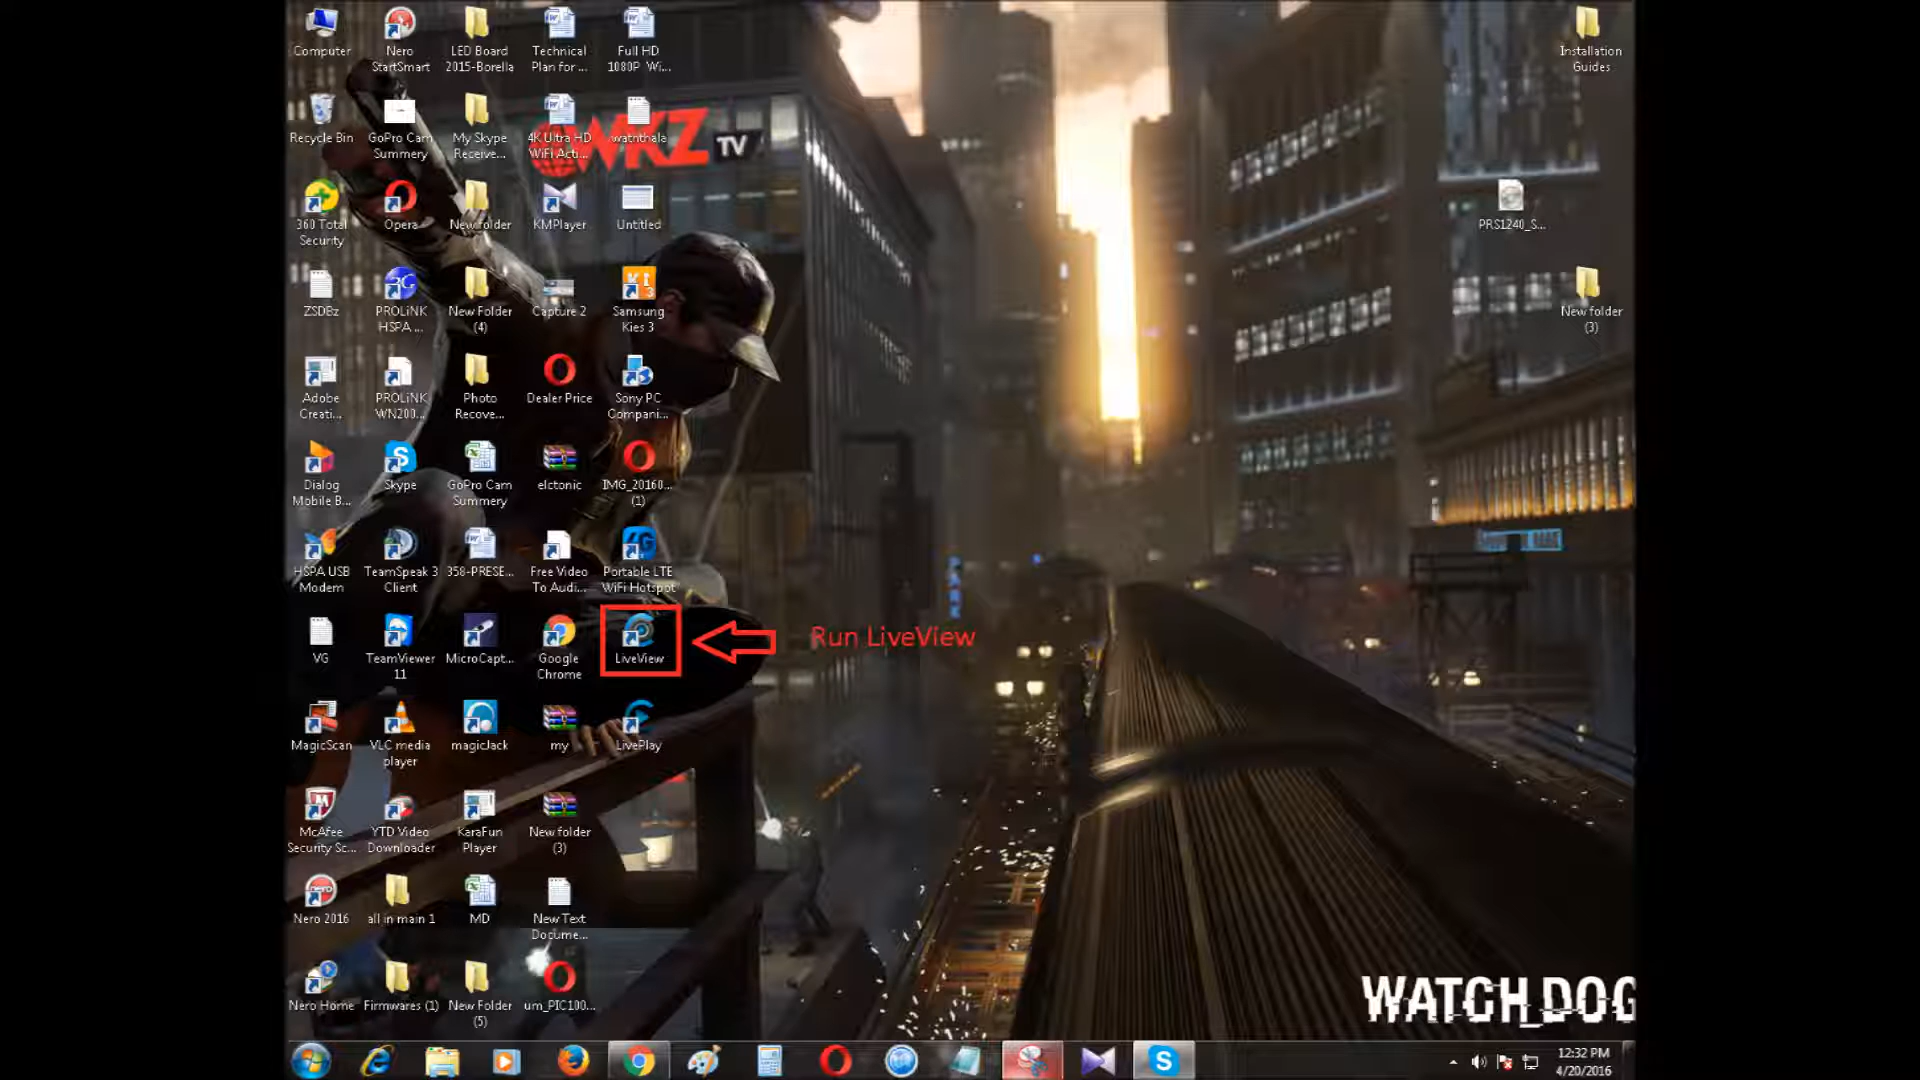 Computer
Nero
StartSmart
LED Board
2015-Borella
Technical
Plan for ...
Full HD
1080P Wi...
Installation
Guides
Recycle Bin
GoPro Cam
Summery
My Skype
Receive...
4K Ultra HD
WiFi Acti...
watnthala
WKZ TV
360 Total
Security
Opera
New folder
KMPlayer
Untitled
PRS1240_S...
ZSDBz
PROLiNK
HSPA ...
New Folder
(4)
Capture 2
Samsung
Kies 3
New folder
(3)
Adobe
Creati...
PROLiNK
WN200...
Photo
Recove...
Dealer Price
Sony PC
Compani...
Dialog
Mobile B...
Skype
GoPro Cam
Summery
elctonic
IMG_20160...
(1)
HSPA USB
Modem
TeamSpeak 3
Client
358-PRESE...
Free Video
To Audi...
Portable LTE
WiFi Hotspot
PARK
VG
TeamViewer
11
MicroCapt...
Google
Chrome
LiveView
Run LiveView
MagicScan
VLC media
player
magicJack
my
LivePlay
McAfee
Security Sc...
YTD Video
Downloader
KaraFun
Player
New folder
(3)
Nero 2016
all in main 1
MD
New Text
Docume...
Nero Home
Firmwares (1)
New Folder
(5)
um_PIC100...
WATCH_DOG
12:32 PM
4/20/2016